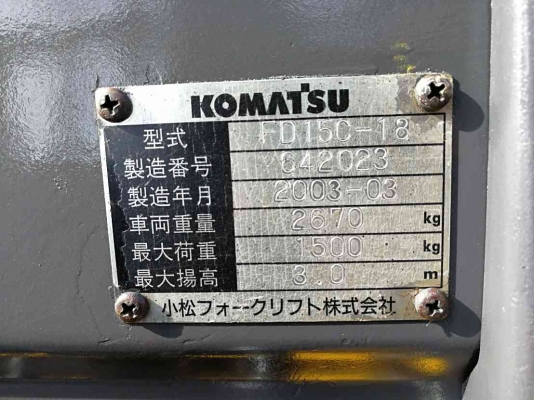 KOMATSU
型式 FD15C-18
製造番号 642023
製造年月 2003-03
車両重量 2670 kg
最大荷重 1500 kg
最大揚高 3.0 m
小松フォークリフト株式会社